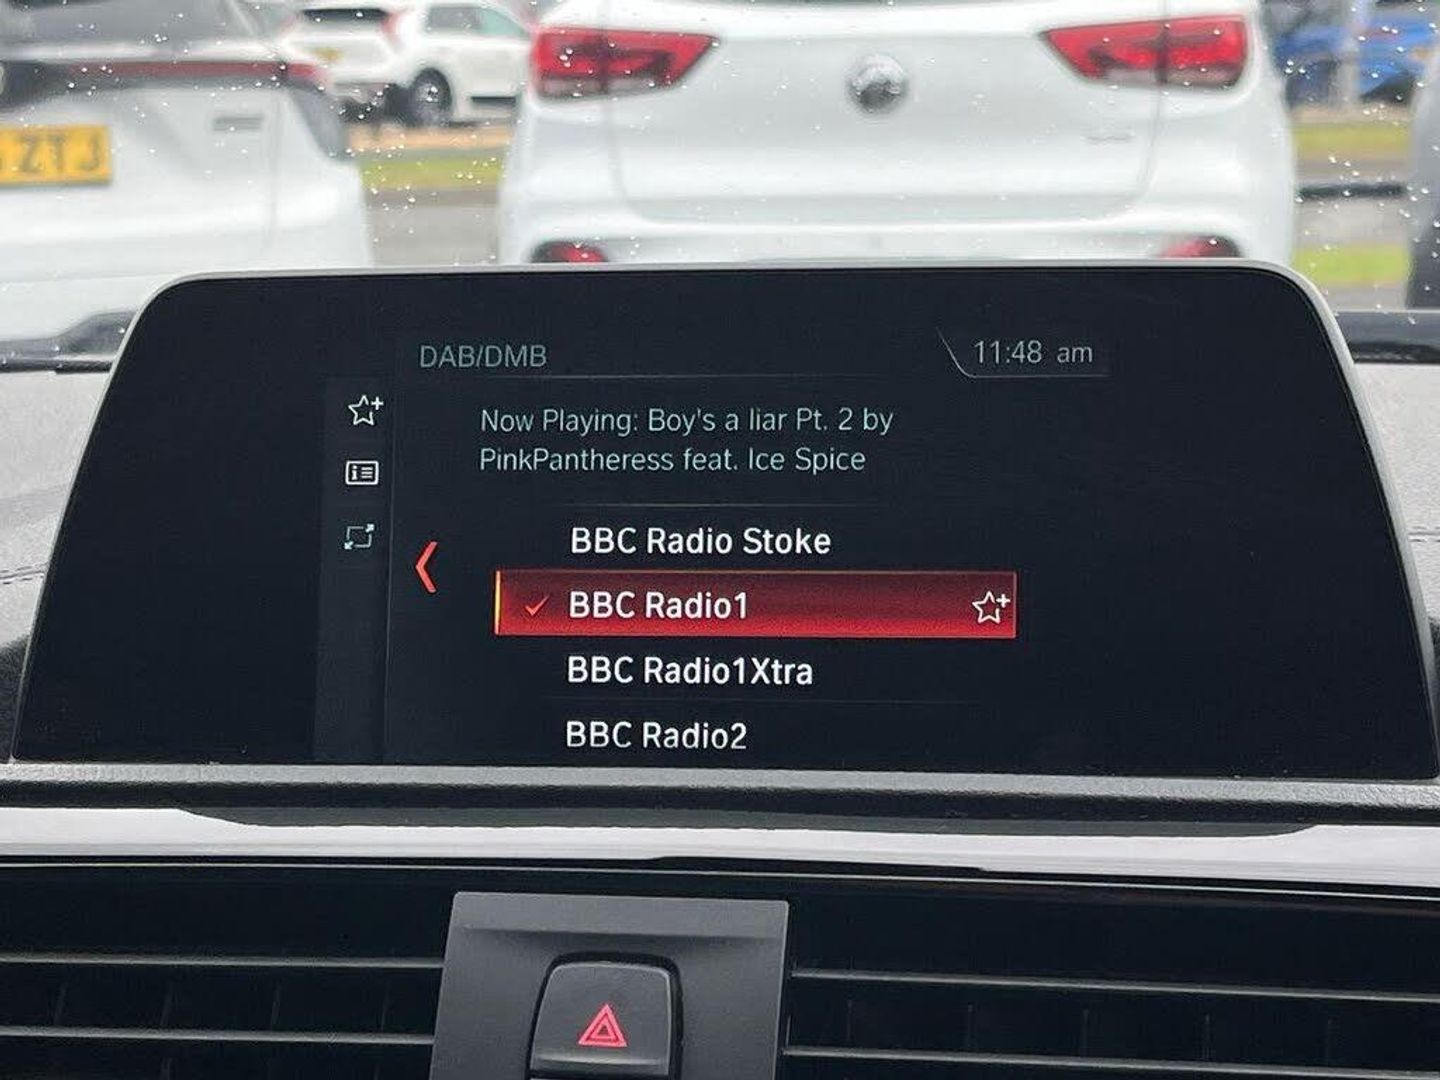 ZTJ
DAB/DMB
11:48 am
Now Playing: Boy's a liar Pt. 2 by
PinkPantheress feat. Ice Spice
BBC Radio Stoke
BBC Radio1
BBC Radio1Xtra
BBC Radio2